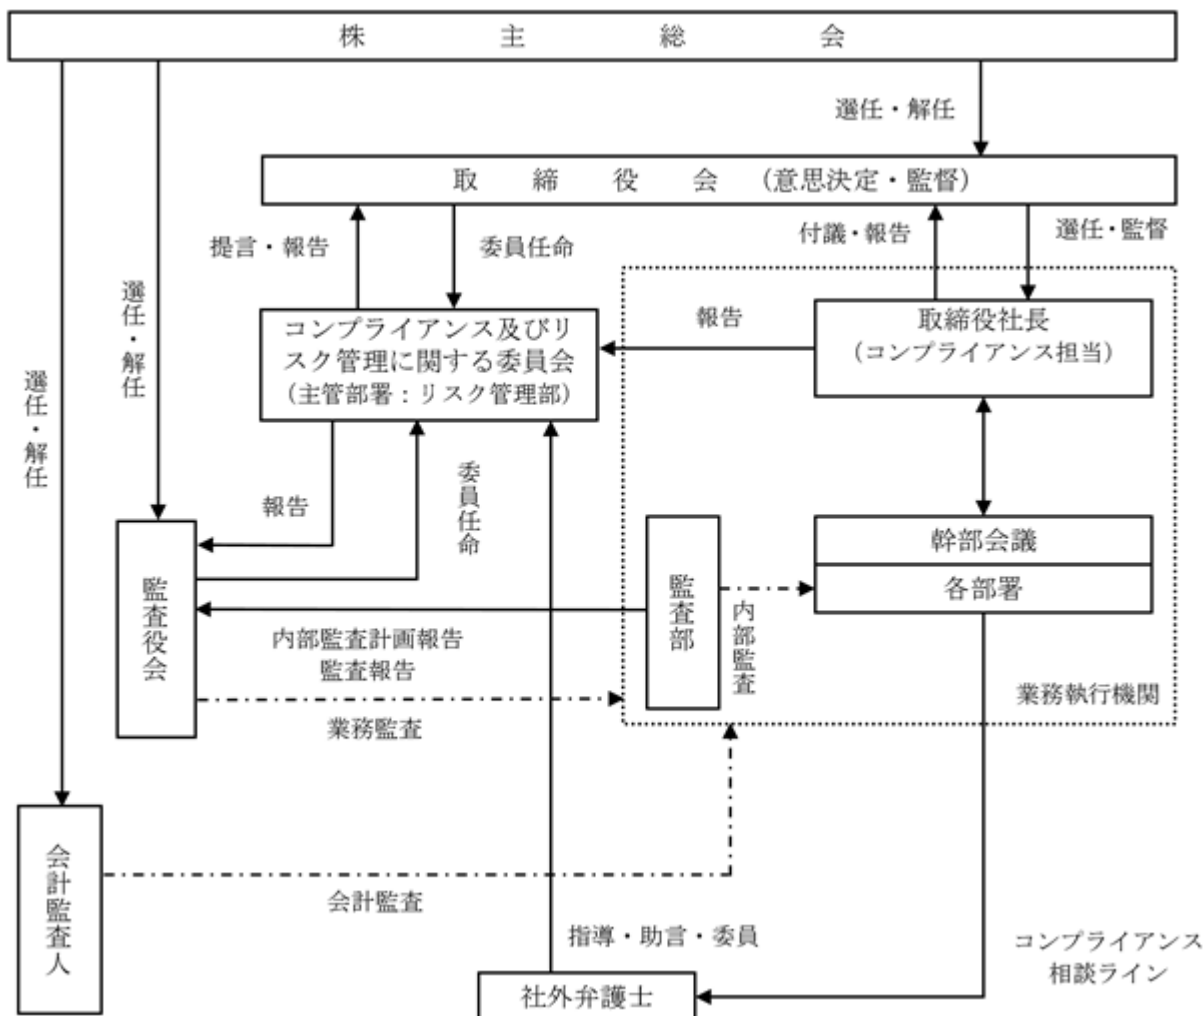 株主総会
選任・解任
取締役会(意思決定・監督)
提言・報告
委員任命
付議・報告
選任・監督
選任・解任
選任・解任
コンプライアンス及びリ
スク管理に関する委員会
(主管部署:リスク管理部)
報告
取締役社長
(コンプライアンス担当)
報告
委員任命
幹部会議
各部署
監査部
内部監査
監査役会
内部監査計画報告
監査報告
業務監査
業務執行機関
会計監査人
会計監査
指導・助言・委員
コンプライアンス
相談ライン
社外弁護士